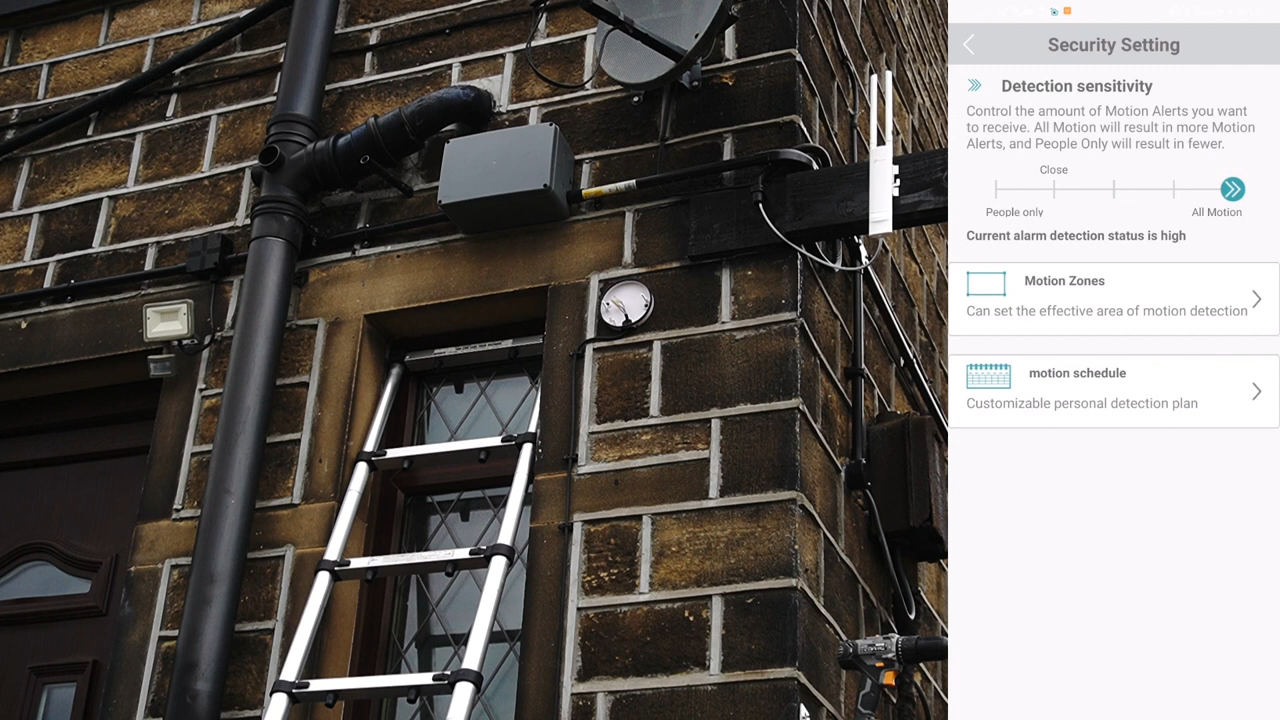 Security Setting
Detection sensitivity
Control the amount of Motion Alerts you want
to receive. All Motion will result in more Motion
Alerts, and People Only will result in fewer.
Close
People only
All Motion
Current alarm detection status is high
Motion Zones
Can set the effective area of motion detection
motion schedule
Customizable personal detection plan